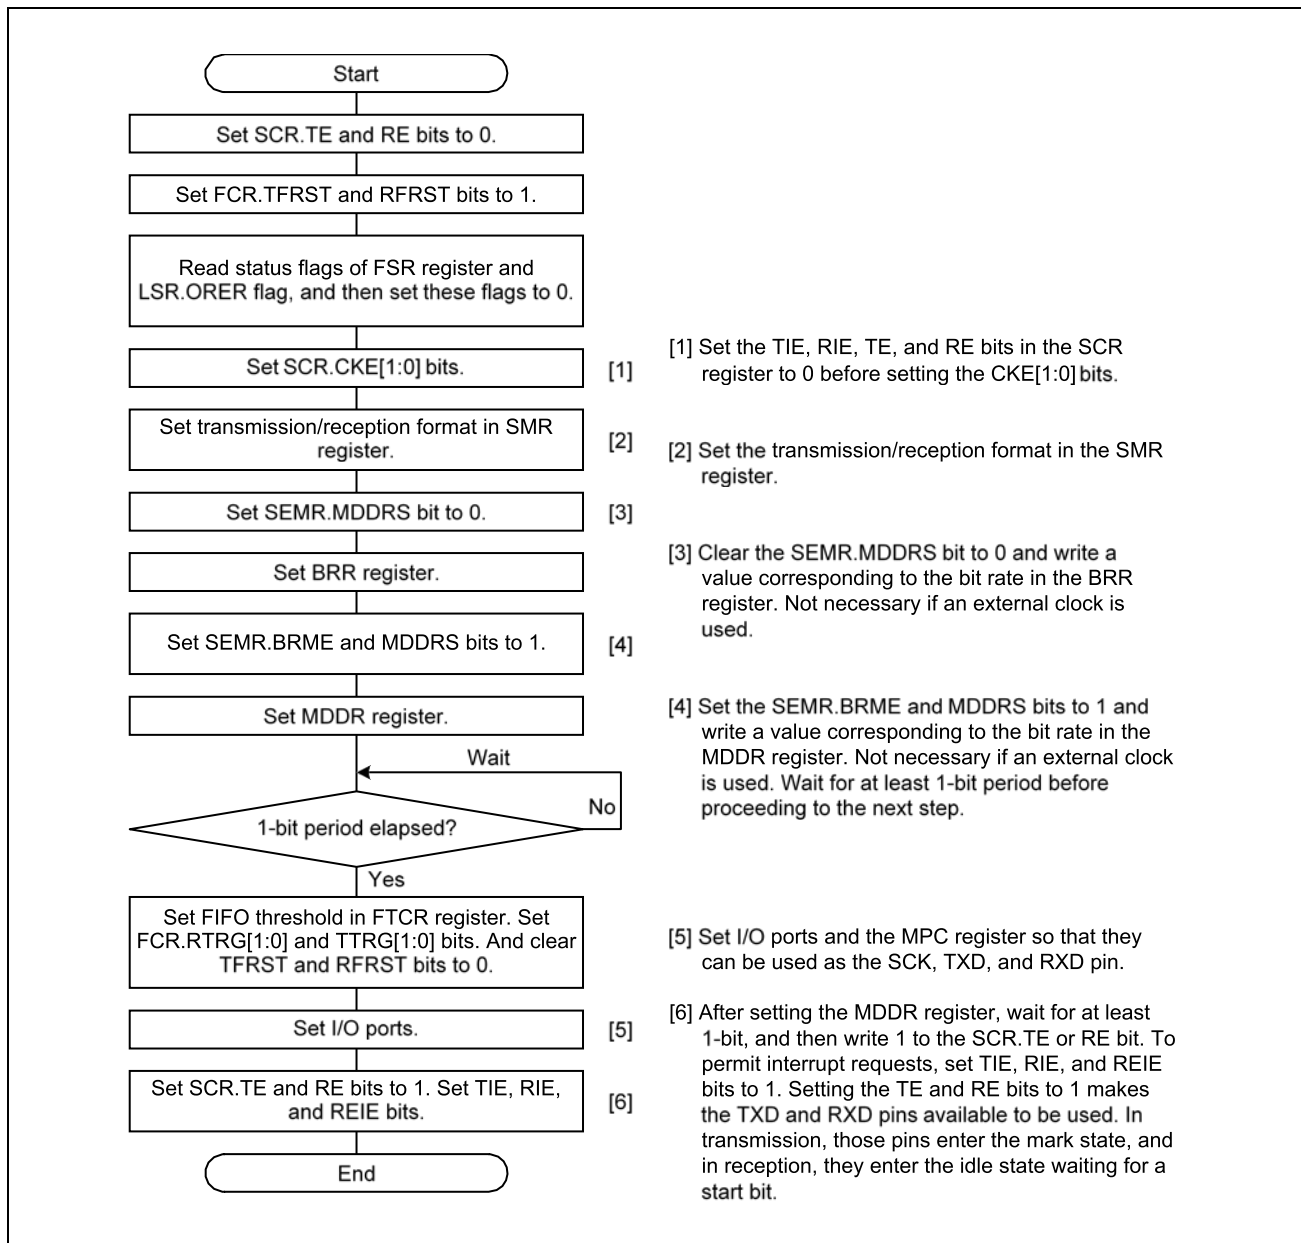 Start
Set SCR.TE and RE bits to 0.
Set FCR.TFRST and RFRST bits to 1.
Read status flags of FSR register and
LSR.ORER flag, and then set these flags to 0.
Set SCR.CKE[1:0] bits.
[1]
Set transmission/reception format in SMR
register.
[2]
Set SEMR.MDDRS bit to 0.
[3]
Set BRR register.
Set SEMR.BRME and MDDRS bits to 1.
[4]
Set MDDR register.
Wait
1-bit period elapsed?
No
Yes
Set FIFO threshold in FTCR register. Set
FCR.RTRG[1:0] and TTRG[1:0] bits. And clear
TFRST and RFRST bits to 0.
Set I/O ports.
[5]
Set SCR.TE and RE bits to 1. Set TIE, RIE,
and REIE bits.
[6]
End
[1] Set the TIE, RIE, TE, and RE bits in the SCR
register to 0 before setting the CKE[1:0] bits.
[2] Set the transmission/reception format in the SMR
register.
[3] Clear the SEMR.MDDRS bit to 0 and write a
value corresponding to the bit rate in the BRR
register. Not necessary if an external clock is
used.
[4] Set the SEMR.BRME and MDDRS bits to 1 and
write a value corresponding to the bit rate in the
MDDR register. Not necessary if an external clock
is used. Wait for at least 1-bit period before
proceeding to the next step.
[5] Set I/O ports and the MPC register so that they
can be used as the SCK, TXD, and RXD pin.
[6] After setting the MDDR register, wait for at least
1-bit, and then write 1 to the SCR.TE or RE bit. To
permit interrupt requests, set TIE, RIE, and REIE
bits to 1. Setting the TE and RE bits to 1 makes
the TXD and RXD pins available to be used. In
transmission, those pins enter the mark state, and
in reception, they enter the idle state waiting for a
start bit.